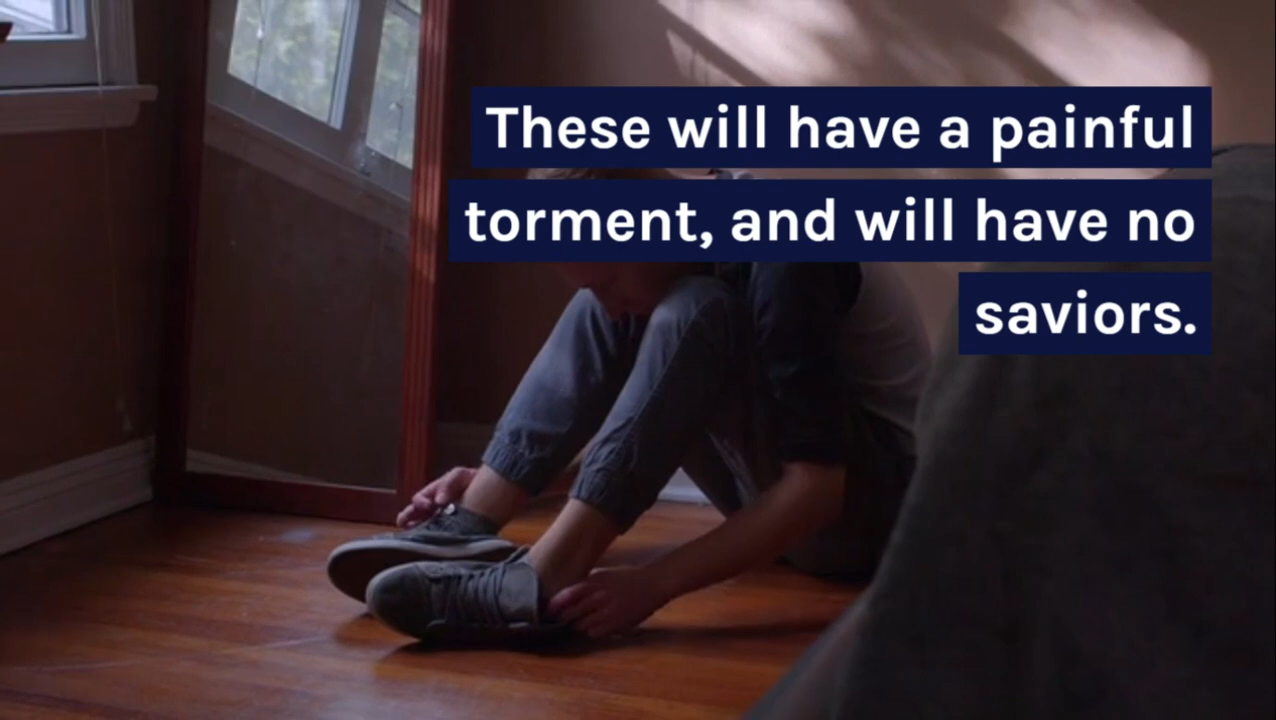 These will have a painful
torment, and will have no
saviors.